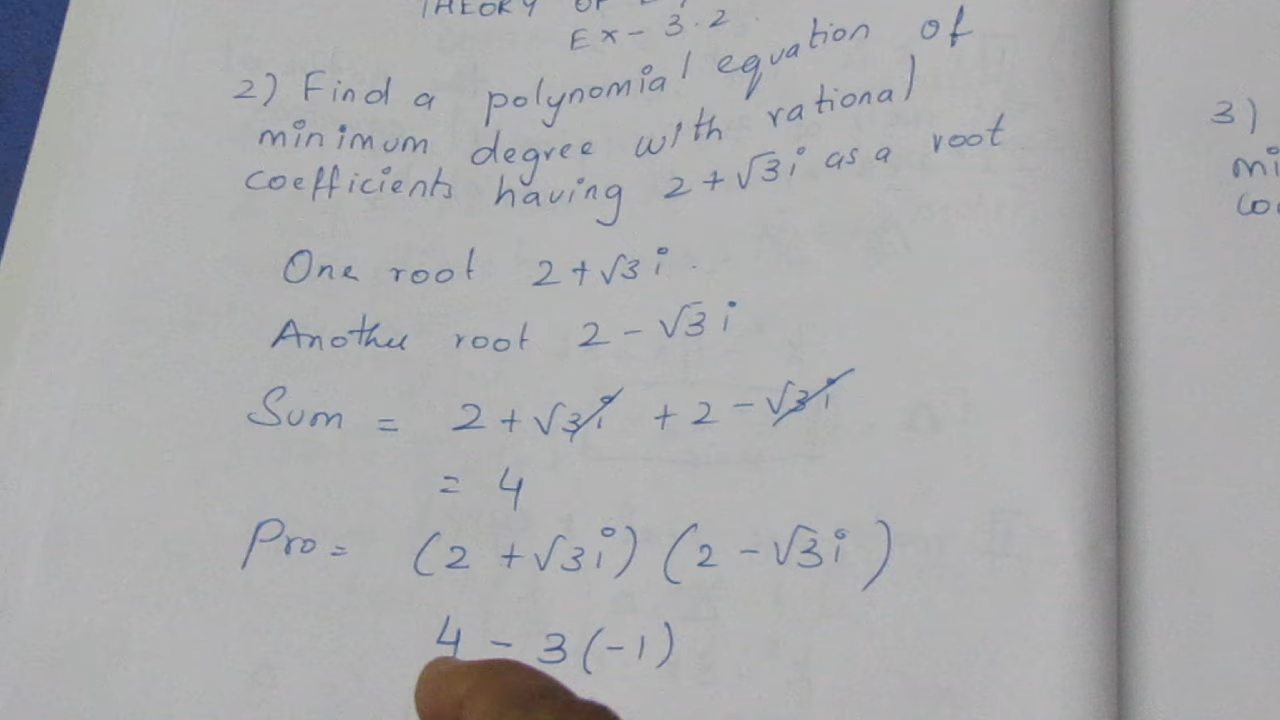 THEORY OF
Ex - 3.2
2) Find a polynomial equation of
minimum degree with rational
coefficients having 2 + √3 i as a root
One root 2 + √3 i .
Another root 2 - √3 i
Sum = 2 + √3 i + 2 - √3 i
= 4
Pro = (2 + √3 i) (2 - √3 i)
4 - 3 (-1)
3)
mi